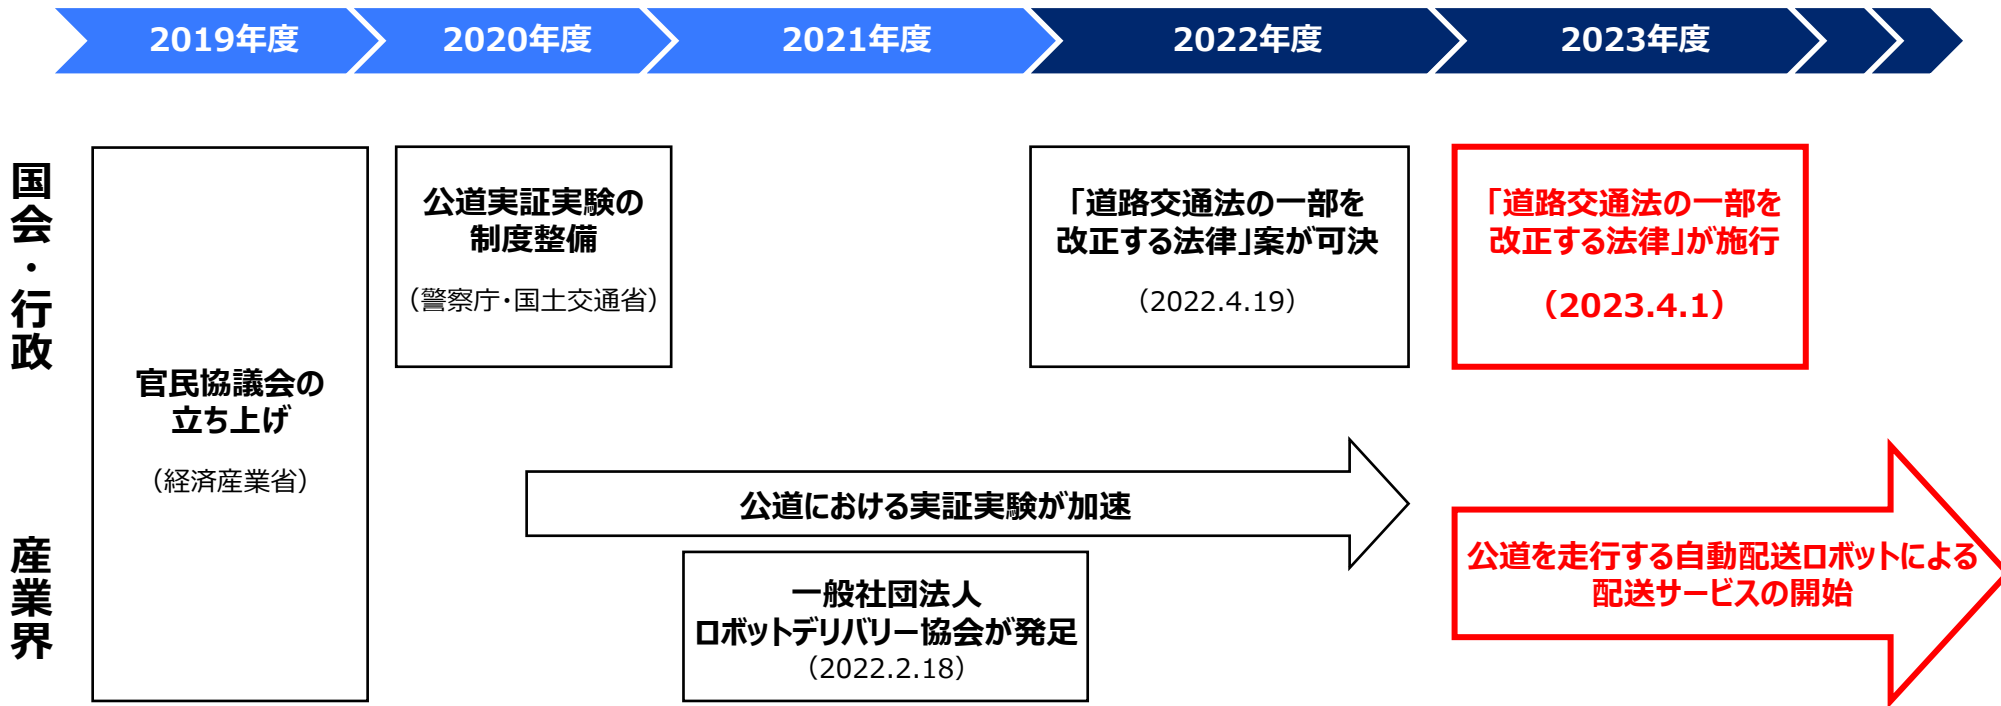 2019年度
2020年度
2021年度
2022年度
2023年度
国会・行政
産業界
官民協議会の
立ち上げ
（経済産業省）
公道実証実験の
制度整備
（警察庁・国土交通省）
「道路交通法の一部を
改正する法律」案が可決
（2022.4.19）
「道路交通法の一部を
改正する法律」が施行
（2023.4.1）
公道における実証実験が加速
一般社団法人
ロボットデリバリー協会が発足
（2022.2.18）
公道を走行する自動配送ロボットによる
配送サービスの開始